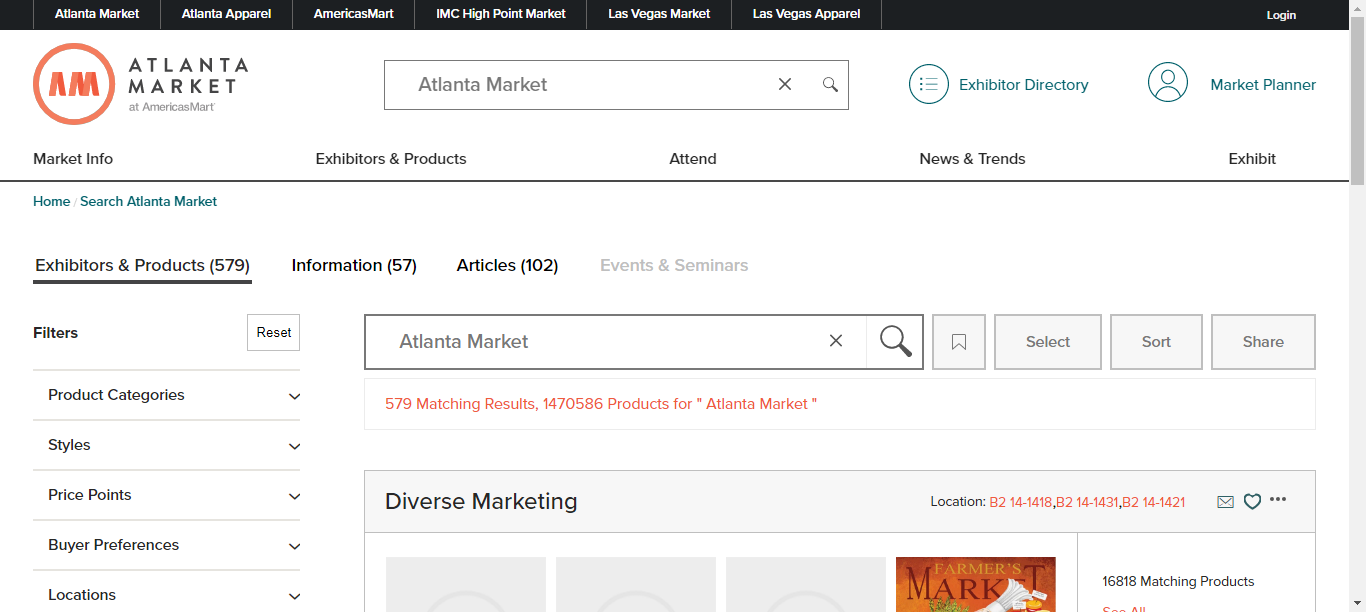 Atlanta Market Atlanta Apparel AmericasMart IMC High Point Market Las Vegas Market Las Vegas Apparel Login
ATLANTA
MARKET
at AmericasMart
Atlanta Market
Exhibitor Directory
Market Planner
Market Info Exhibitors & Products Attend News & Trends Exhibit
Home / Search Atlanta Market
Exhibitors & Products (579) Information (57) Articles (102) Events & Seminars
Filters
Reset
Product Categories
Styles
Price Points
Buyer Preferences
Locations
Atlanta Market
Select Sort Share
579 Matching Results, 1470586 Products for " Atlanta Market "
Diverse Marketing
Location: B2 14-1418,B2 14-1431,B2 14-1421
FARMER'S
MARKET
16818 Matching Products
See All